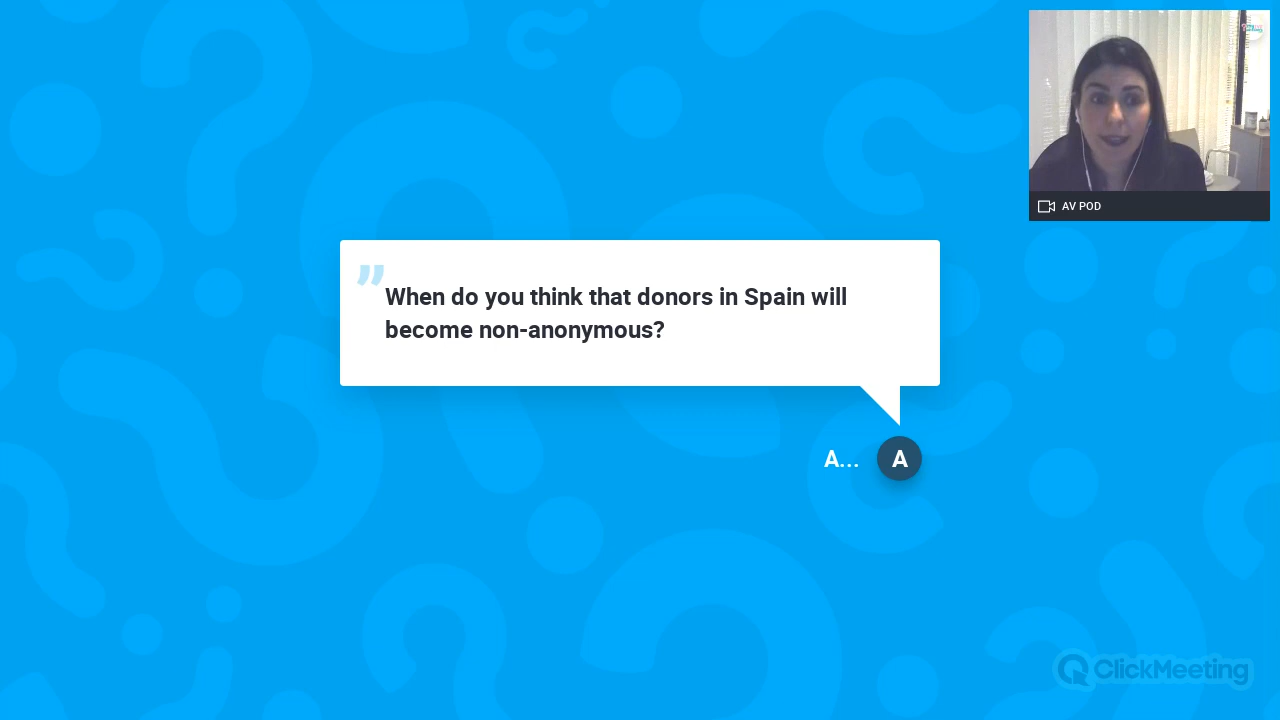 AV POD
”
When do you think that donors in Spain will
become non-anonymous?
A... A
ClickMeeting